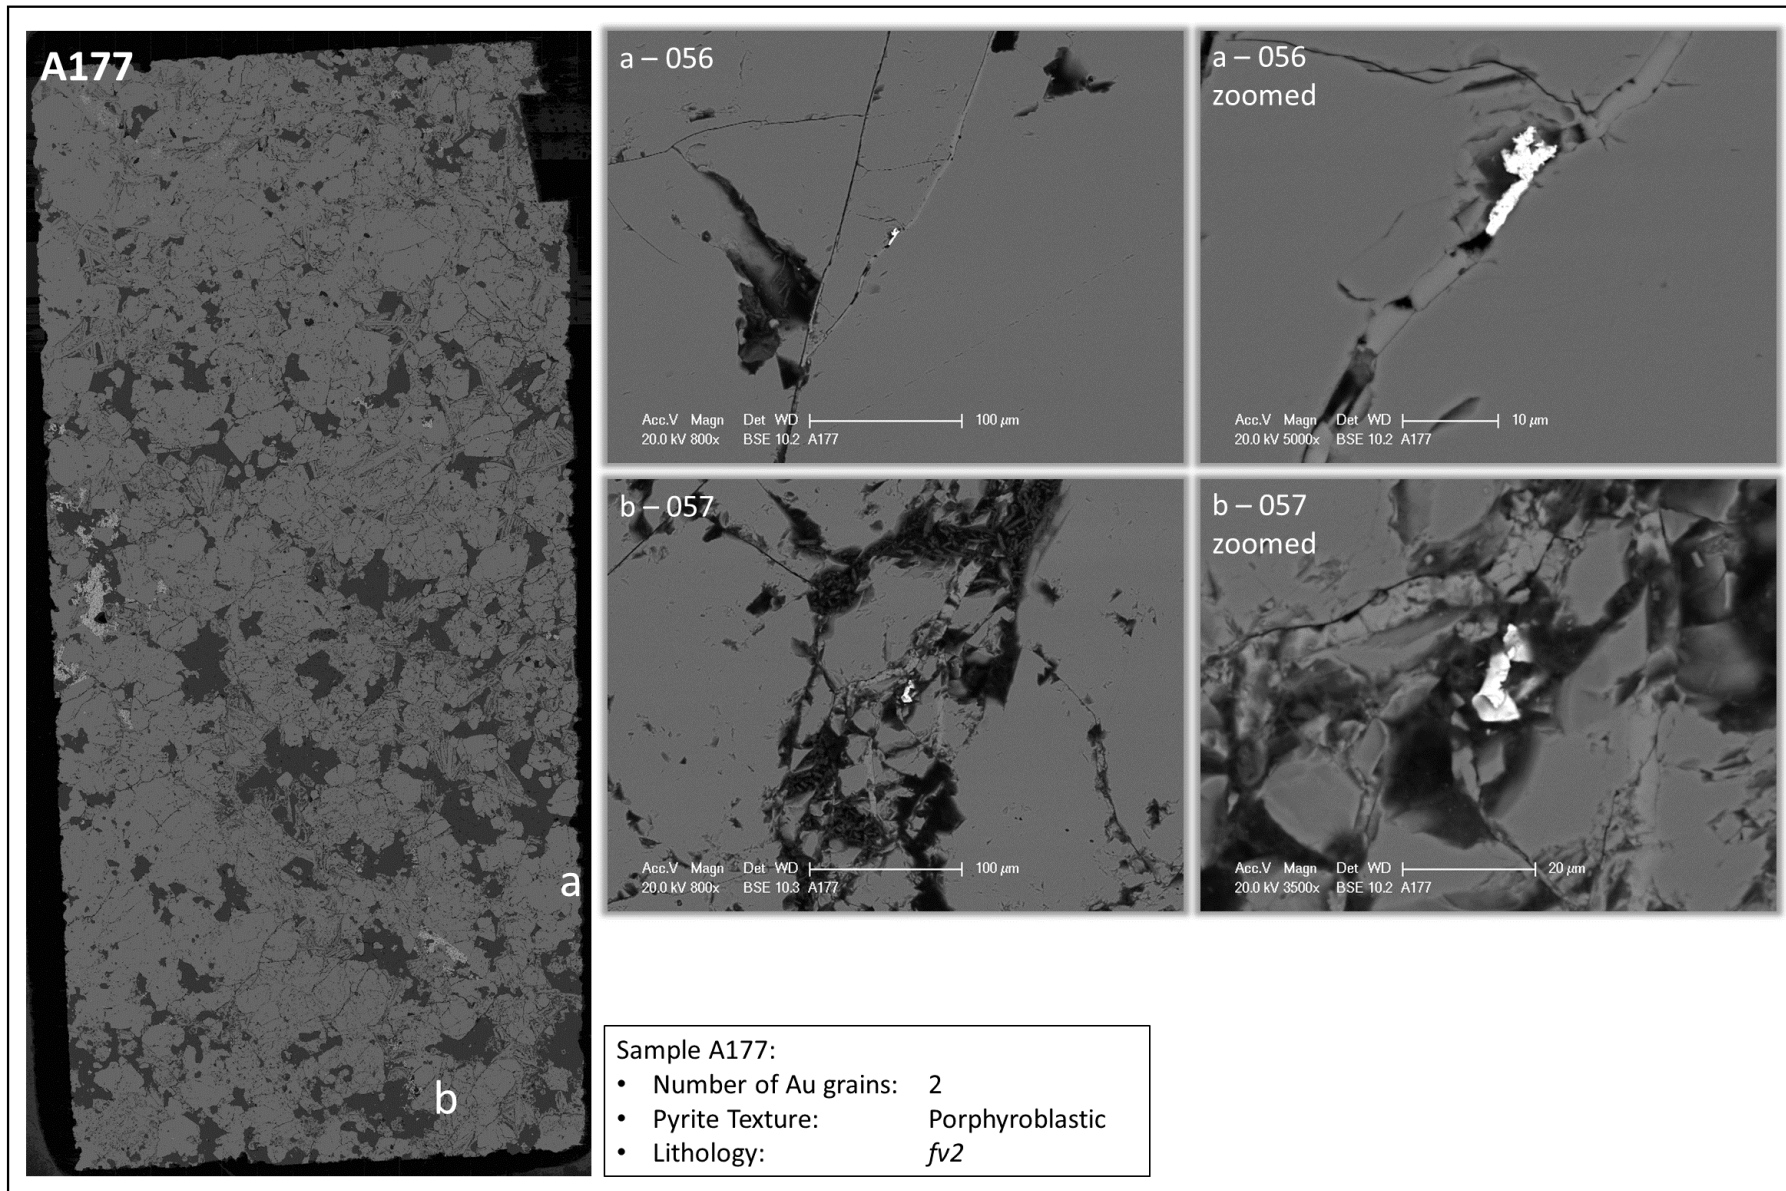 A177
a – 056
Acc.V Magn Det WD 100 µm
20.0 kV 800x BSE 10.2 A177
a – 056
zoomed
Acc.V Magn Det WD 10 µm
20.0 kV 5000x BSE 10.2 A177
b – 057
Acc.V Magn Det WD 100 µm
20.0 kV 800x BSE 10.3 A177
b – 057
zoomed
Acc.V Magn Det WD 20 µm
20.0 kV 3500x BSE 10.2 A177
a
b
Sample A177:
• Number of Au grains: 2
• Pyrite Texture: Porphyroblastic
• Lithology: fv2